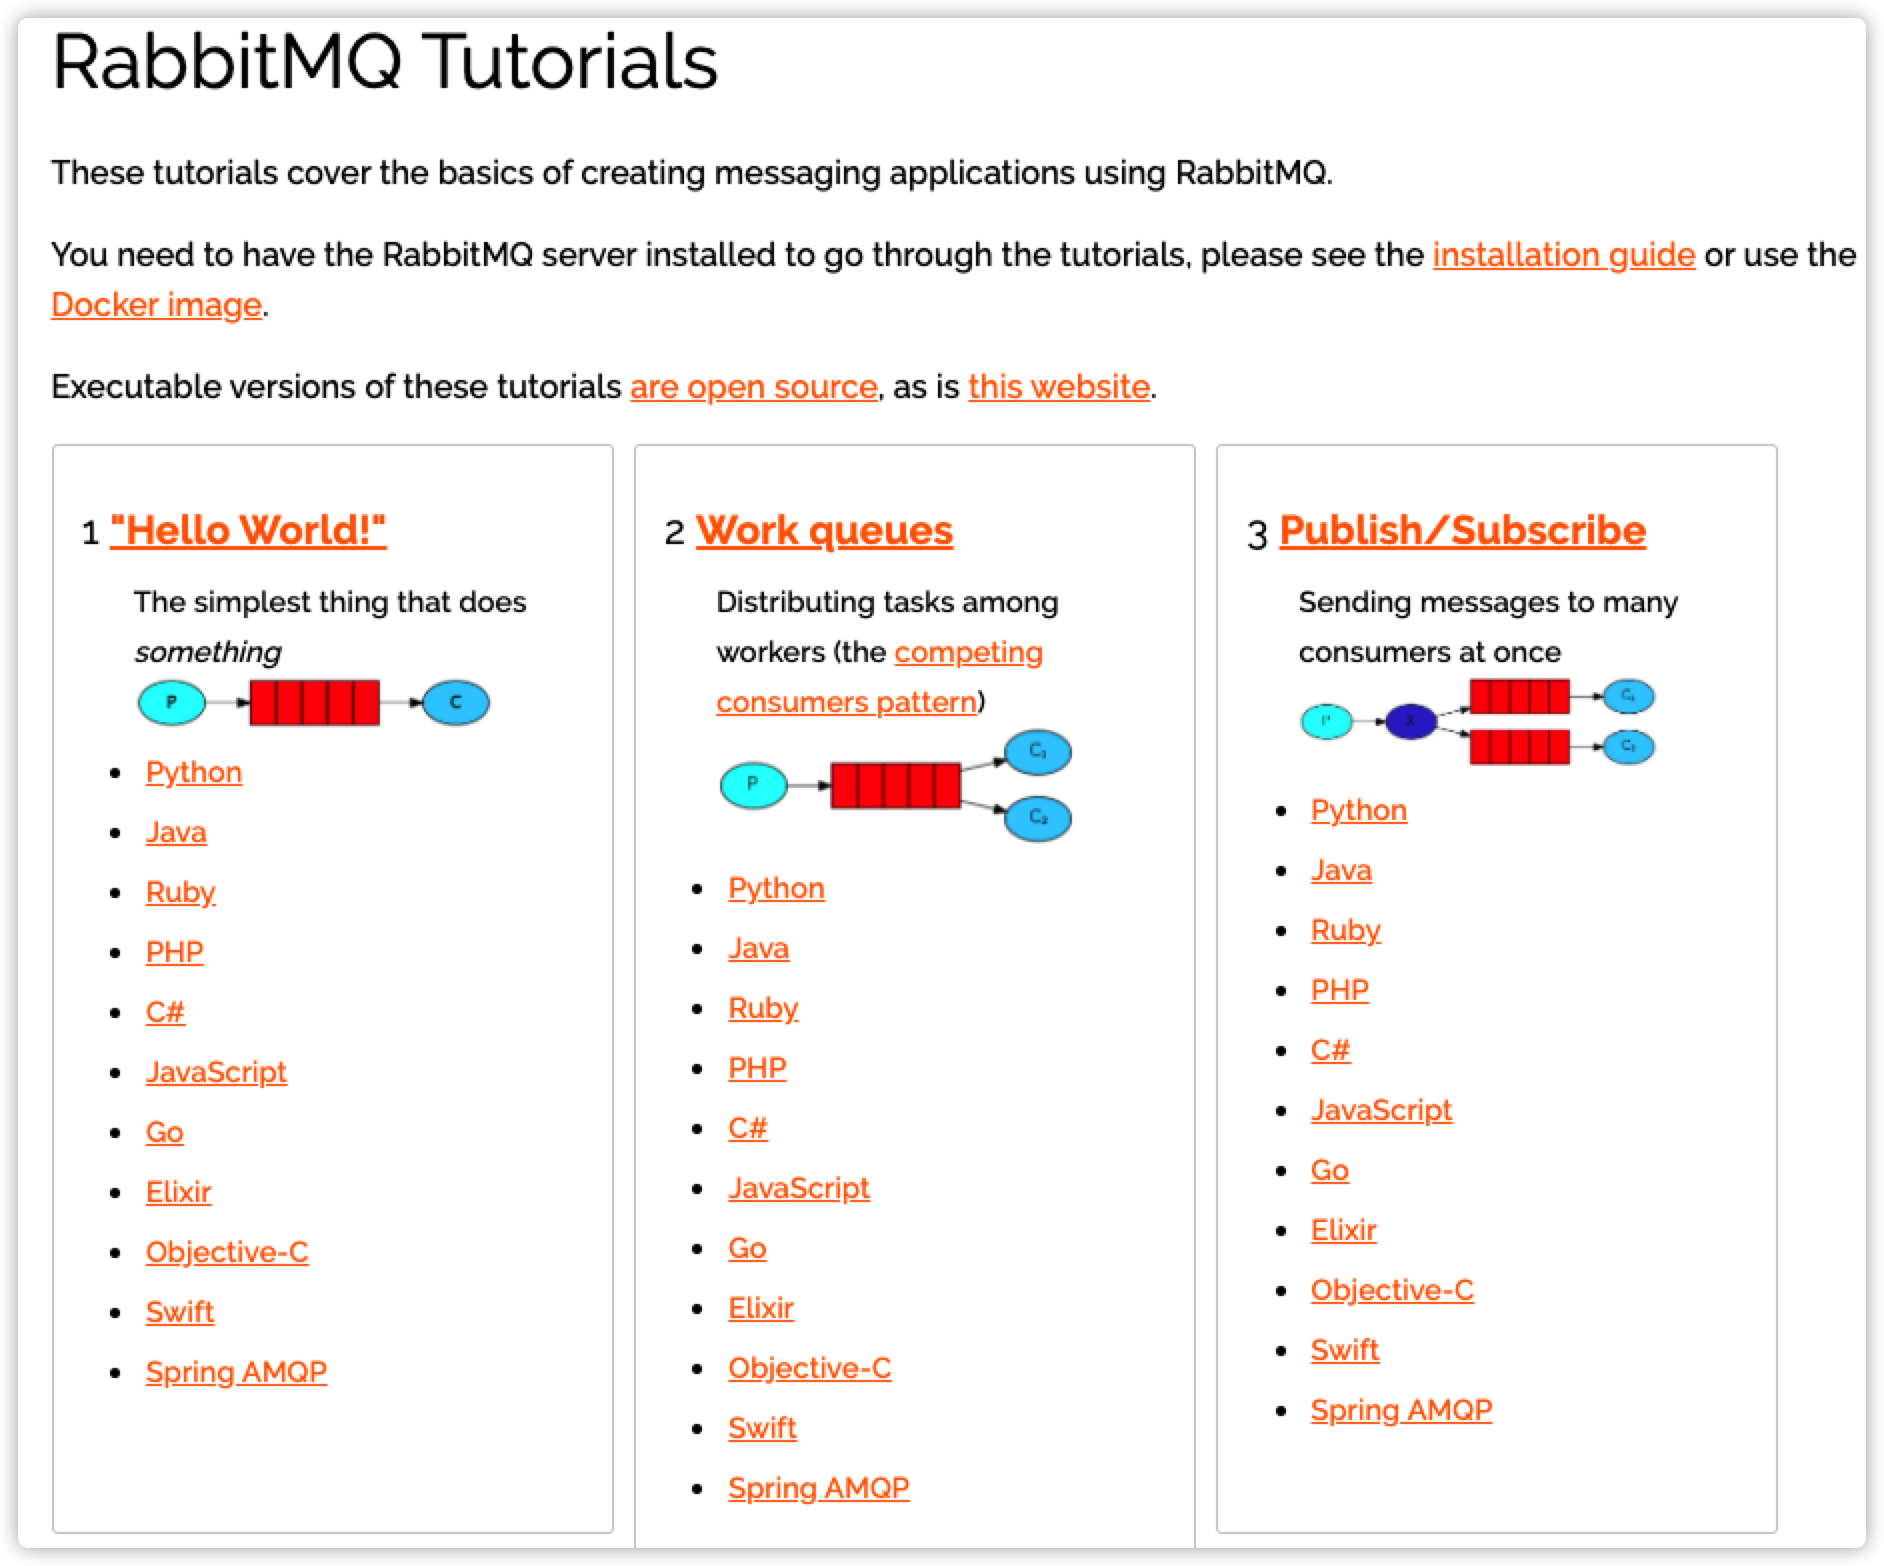 RabbitMQ Tutorials
These tutorials cover the basics of creating messaging applications using RabbitMQ.
You need to have the RabbitMQ server installed to go through the tutorials, please see the installation guide or use the
Docker image.
Executable versions of these tutorials are open source, as is this website.
1 "Hello World!"
The simplest thing that does
something
P C
Python
Java
Ruby
PHP
C#
JavaScript
Go
Elixir
Objective-C
Swift
Spring AMQP
2 Work queues
Distributing tasks among
workers (the competing
consumers pattern)
C₁
P
C₂
Python
Java
Ruby
PHP
C#
JavaScript
Go
Elixir
Objective-C
Swift
Spring AMQP
3 Publish/Subscribe
Sending messages to many
consumers at once
C₁
P X
C₂
Python
Java
Ruby
PHP
C#
JavaScript
Go
Elixir
Objective-C
Swift
Spring AMQP